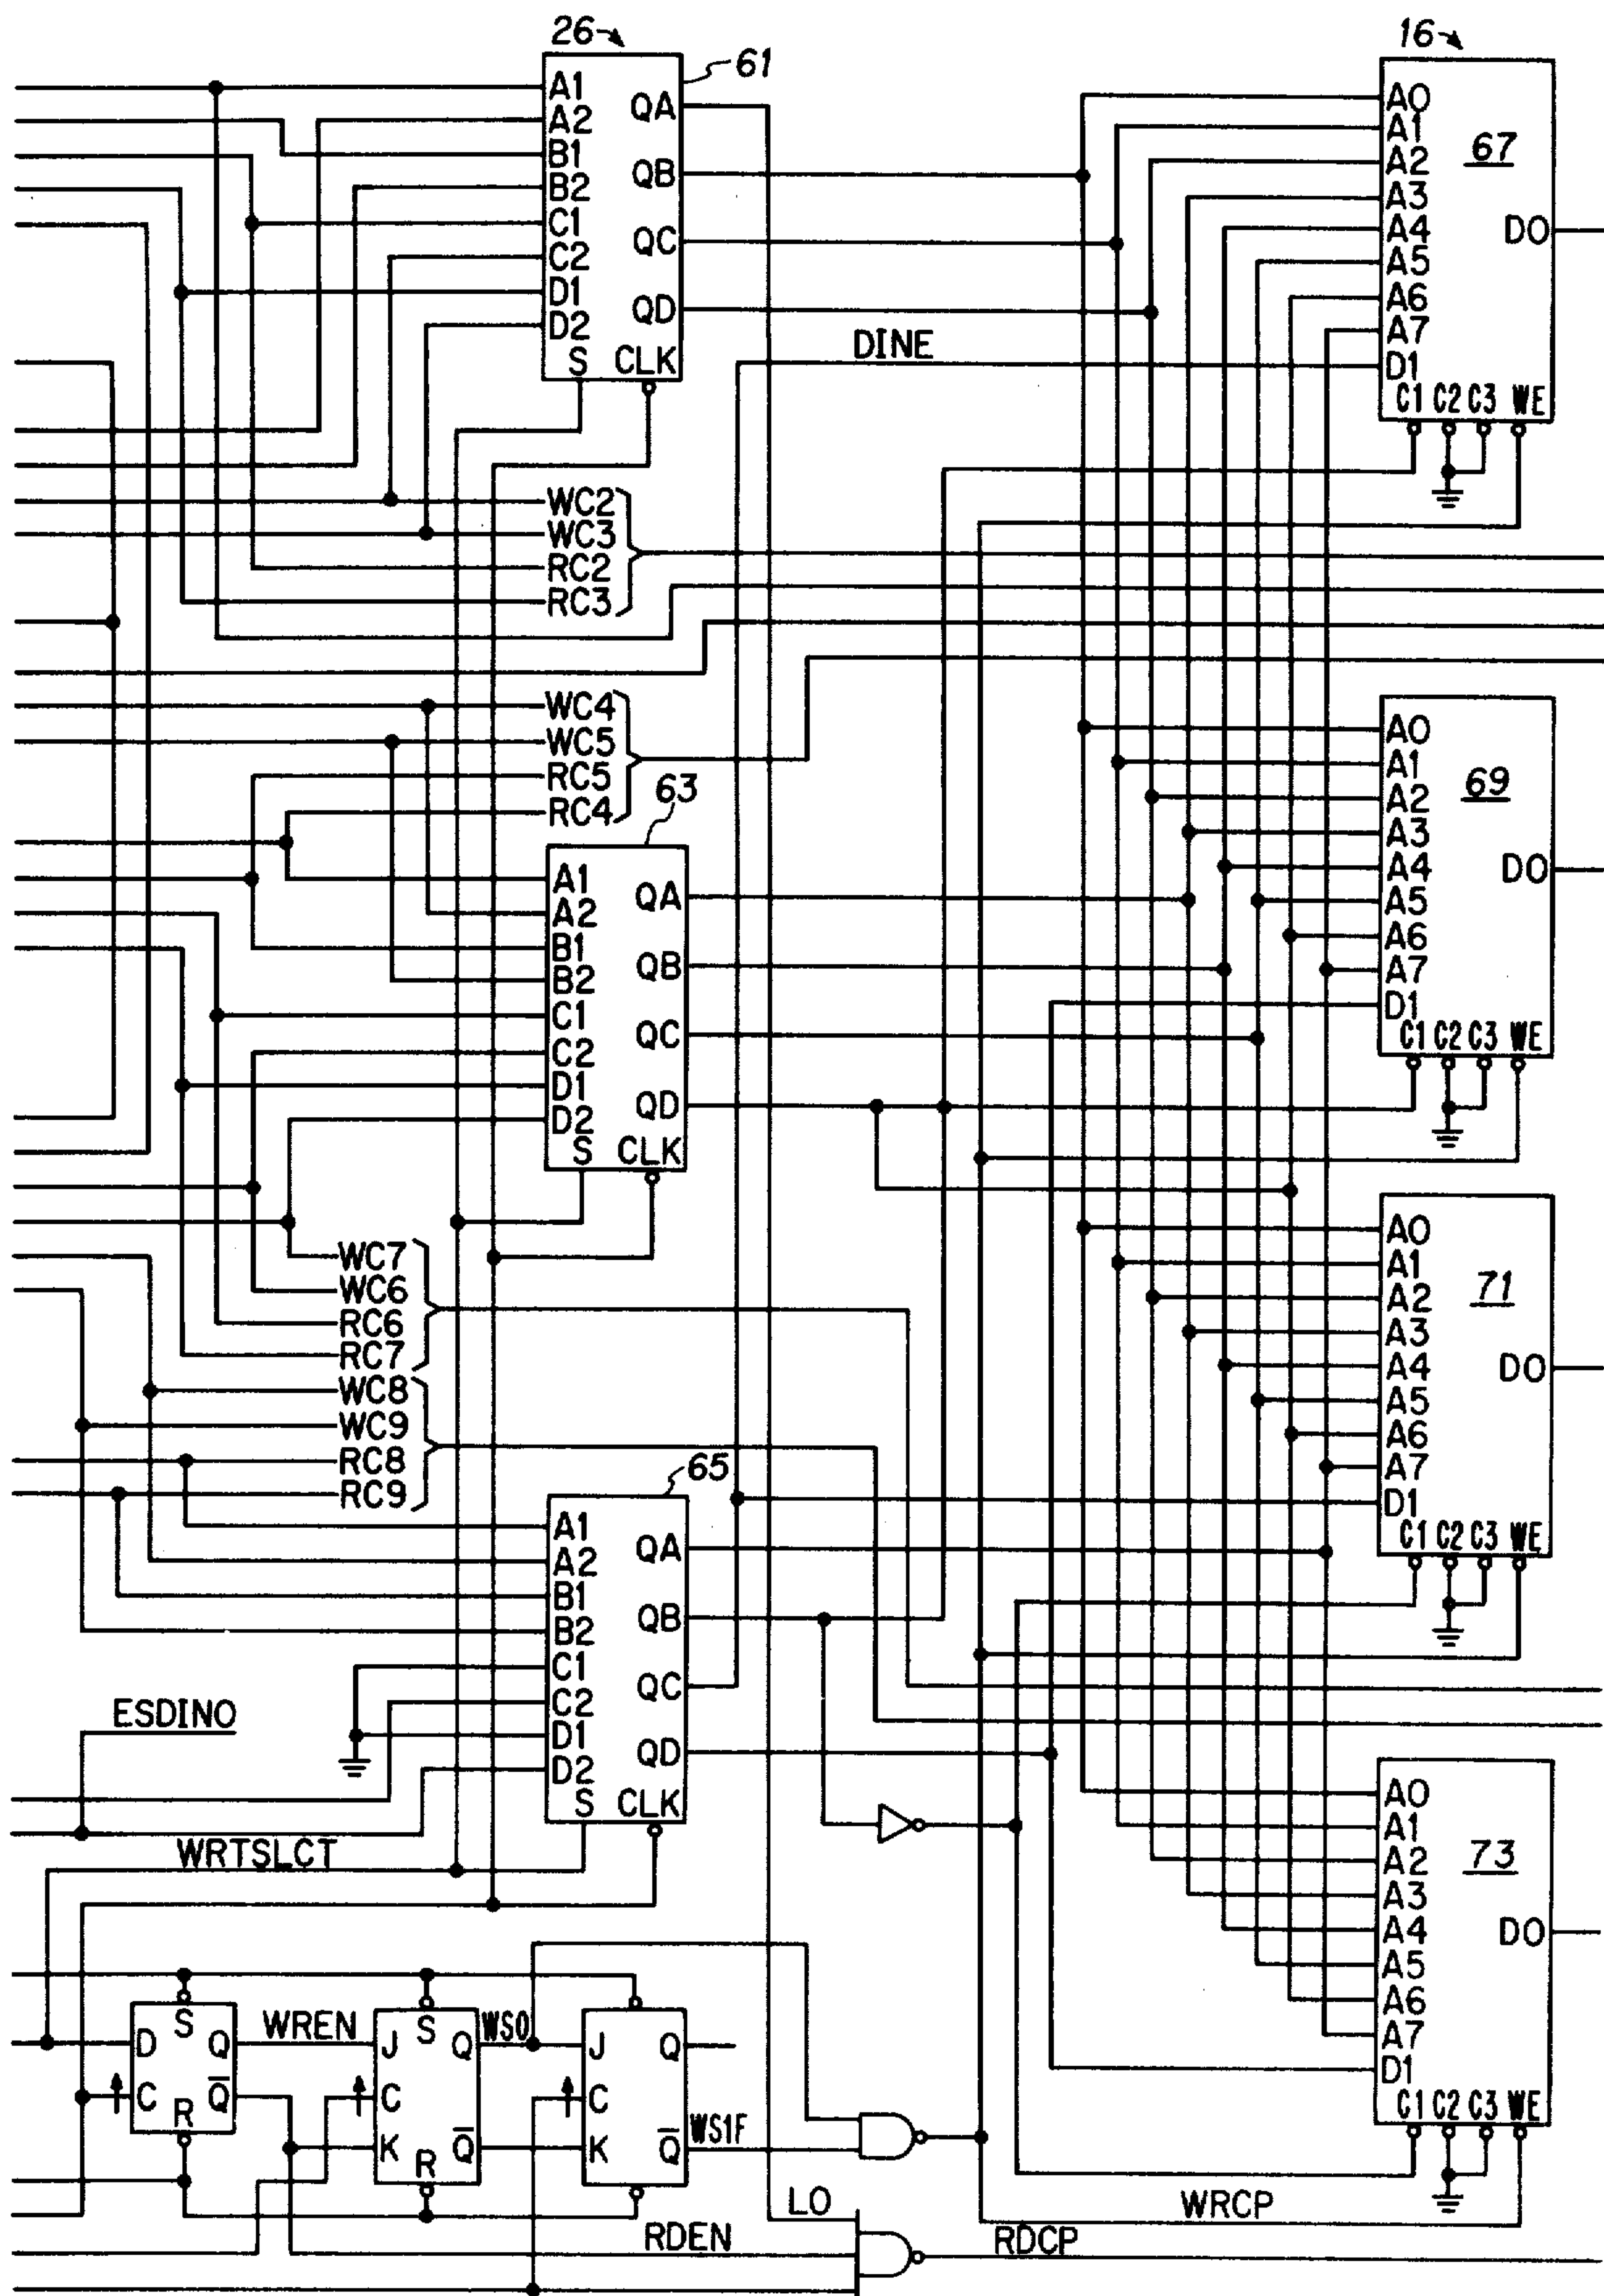 26
61
A1
A2
B1
B2
C1
C2
D1
D2
QA
QB
QC
QD
S CLK
16
67
A0
A1
A2
A3
A4
A5
A6
A7
D1
DO
C1 C2 C3 WE
DINE
WC2
WC3
RC2
RC3
WC4
WC5
RC5
RC4
63
A1
A2
B1
B2
C1
C2
D1
D2
QA
QB
QC
QD
S CLK
69
A0
A1
A2
A3
A4
A5
A6
A7
D1
DO
C1 C2 C3 WE
WC7
WC6
RC6
RC7
WC8
WC9
RC8
RC9
71
A0
A1
A2
A3
A4
A5
A6
A7
D1
DO
C1 C2 C3 WE
65
A1
A2
B1
B2
C1
C2
D1
D2
QA
QB
QC
QD
S CLK
ESDINO
WRTSLCT
73
A0
A1
A2
A3
A4
A5
A6
A7
D1
DO
C1 C2 C3 WE
S
D Q
C Q̅
R
WREN
S
J Q
C
K Q̅
R
WS0
J Q
C
K Q̅
WS1F
LO
RDEN
WRCP
RDCP